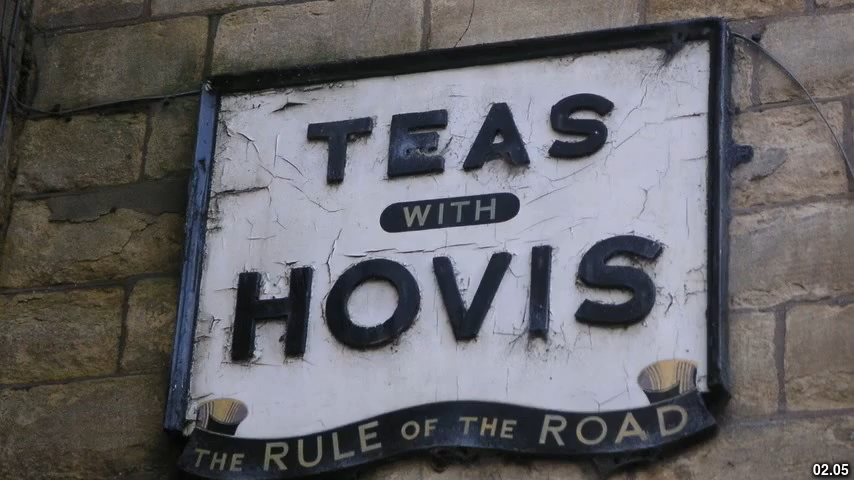 TEAS
WITH
HOVIS
THE RULE OF THE ROAD
02.05